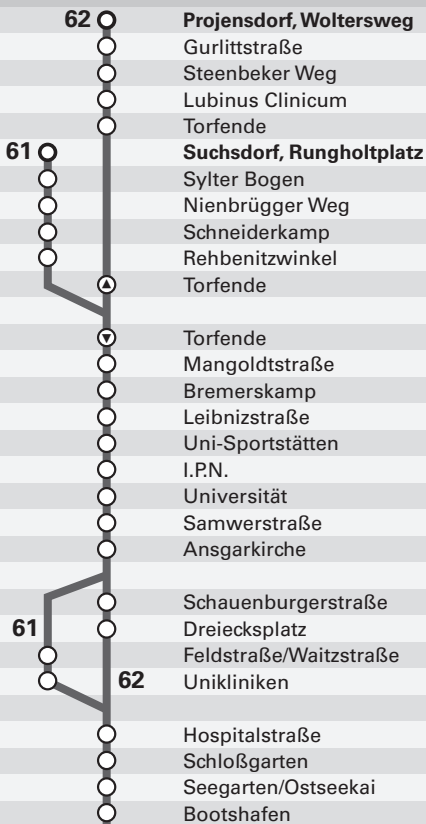 62 Projensdorf, Woltersweg
Gurlittstraße
Steenbeker Weg
Lubinus Clinicum
Torfende
61 Suchsdorf, Rungholtplatz
Sylter Bogen
Nienbrügger Weg
Schneiderkamp
Rehbenitzwinkel
Torfende
Torfende
Mangoldtstraße
Bremerskamp
Leibnizstraße
Uni-Sportstätten
I.P.N.
Universität
Samwerstraße
Ansgarkirche
Schauenburgerstraße
61 Dreiecksplatz
Feldstraße/Waitzstraße
62 Unikliniken
Hospitalstraße
Schloßgarten
Seegarten/Ostseekai
Bootshafen